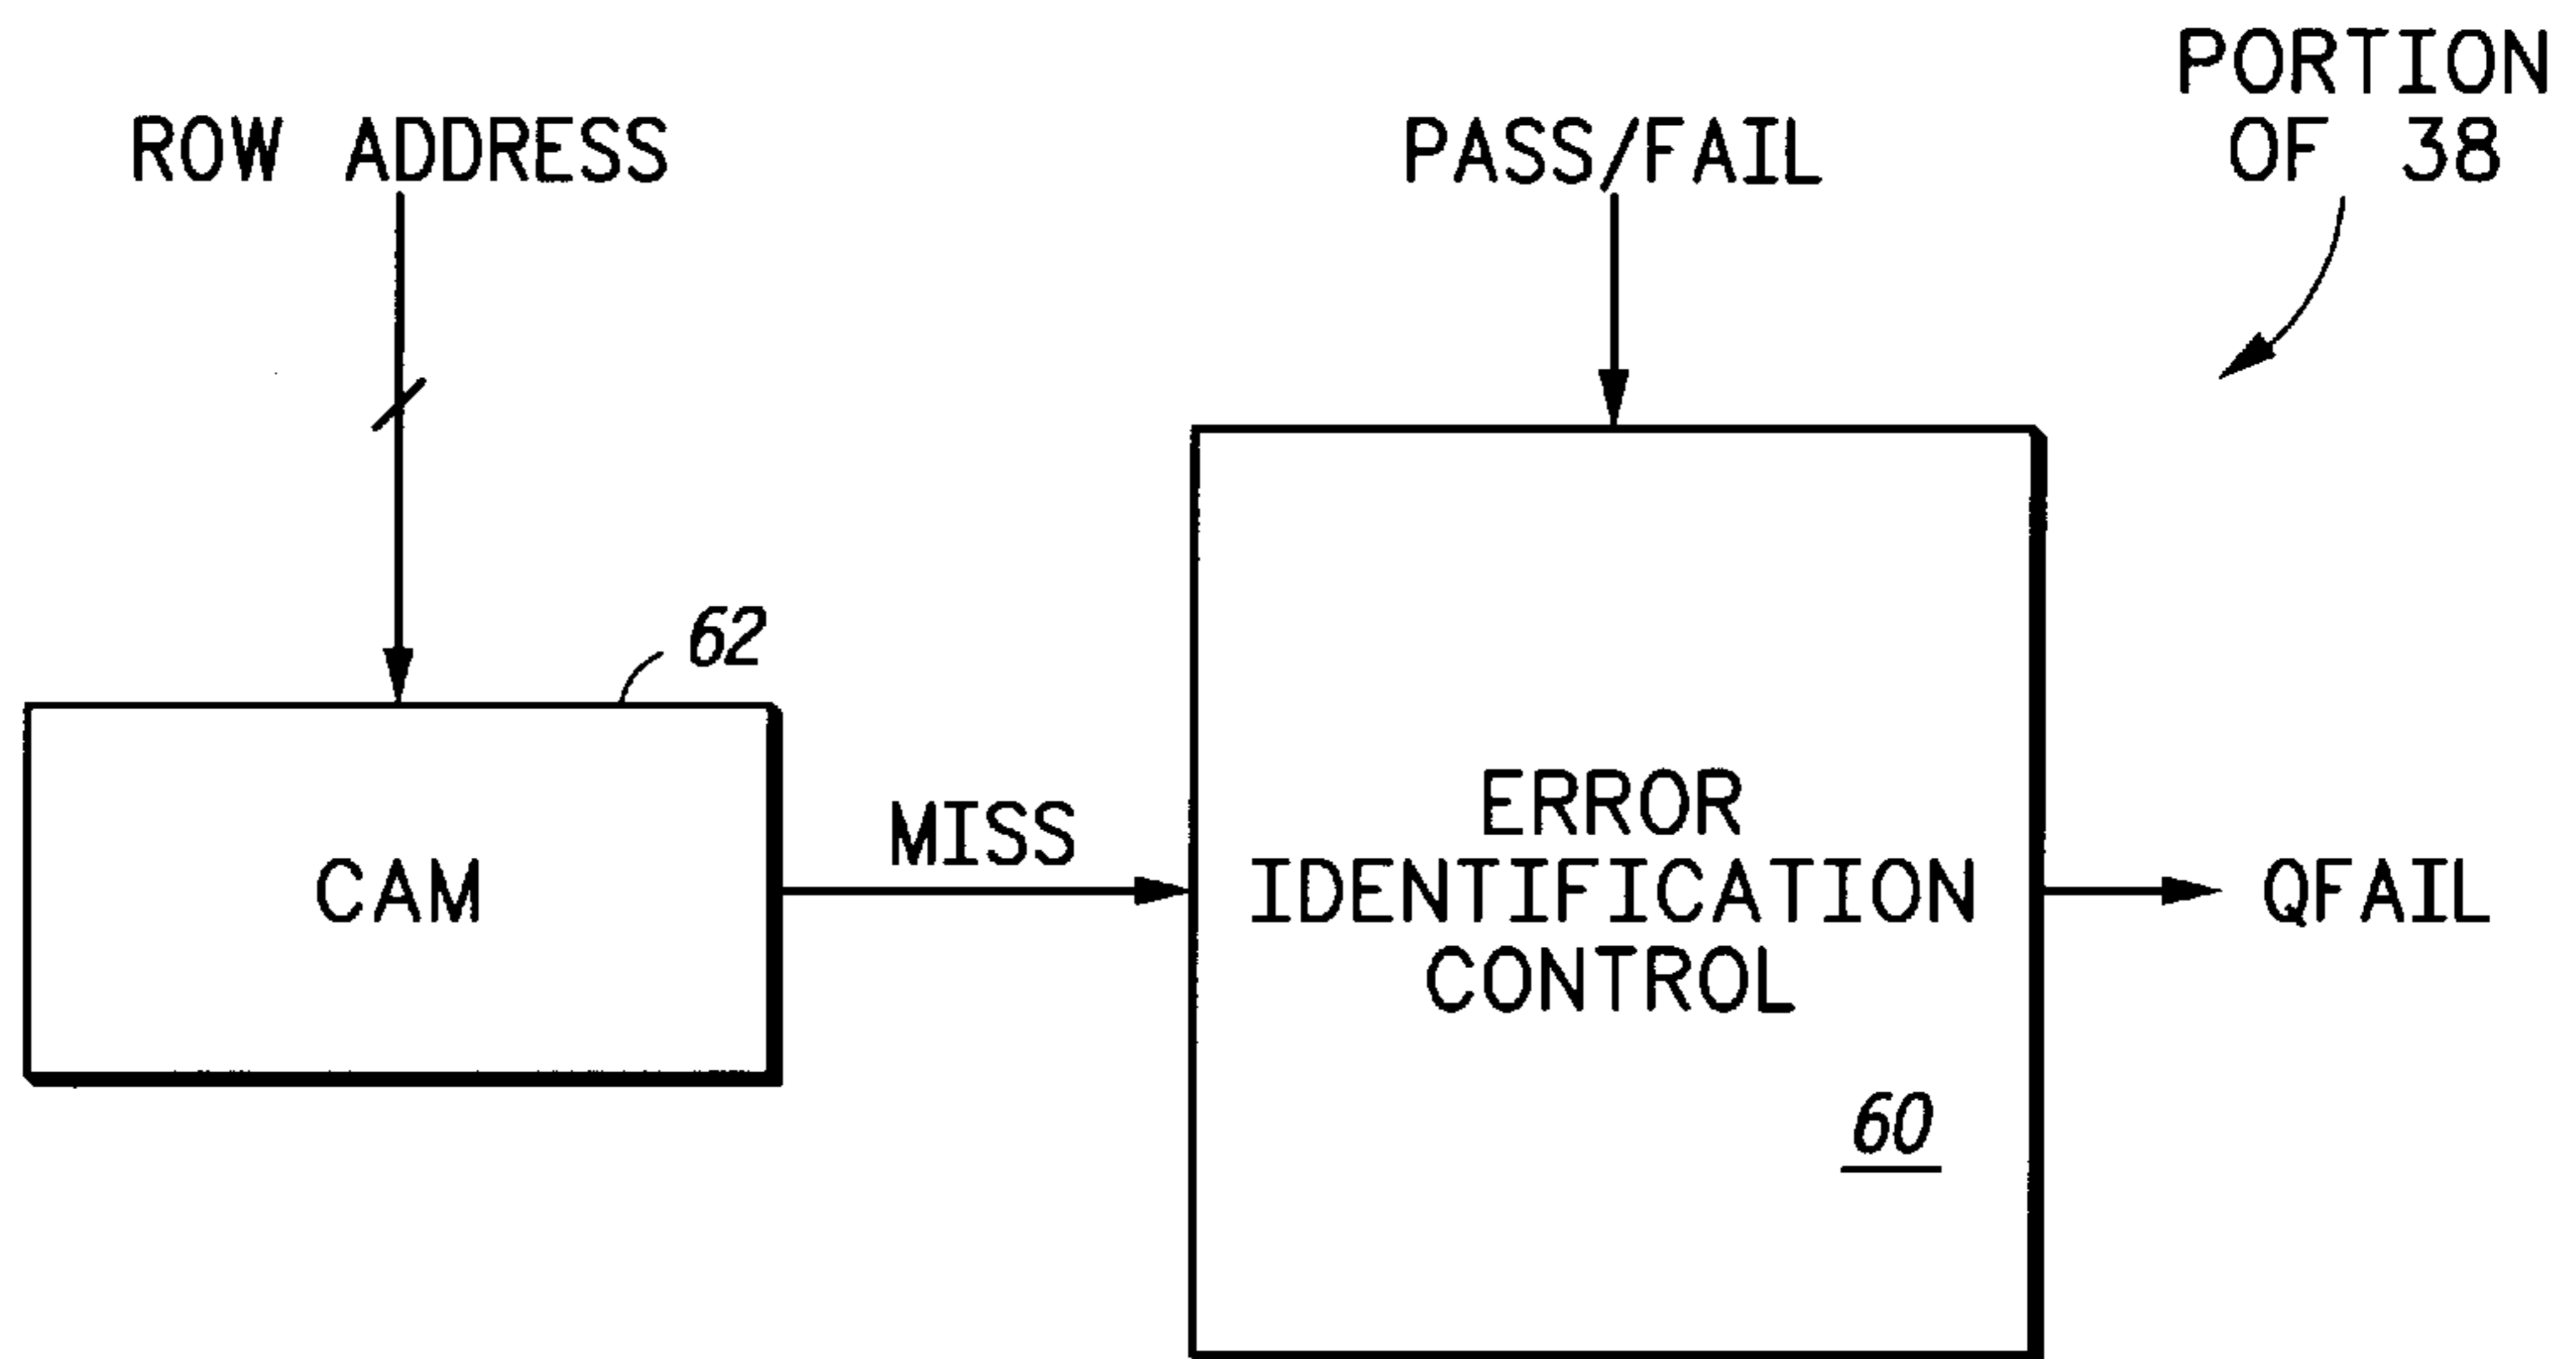 PORTION
OF 38
ROW ADDRESS
PASS/FAIL
62
CAM
MISS
ERROR
IDENTIFICATION
CONTROL
60
QFAIL